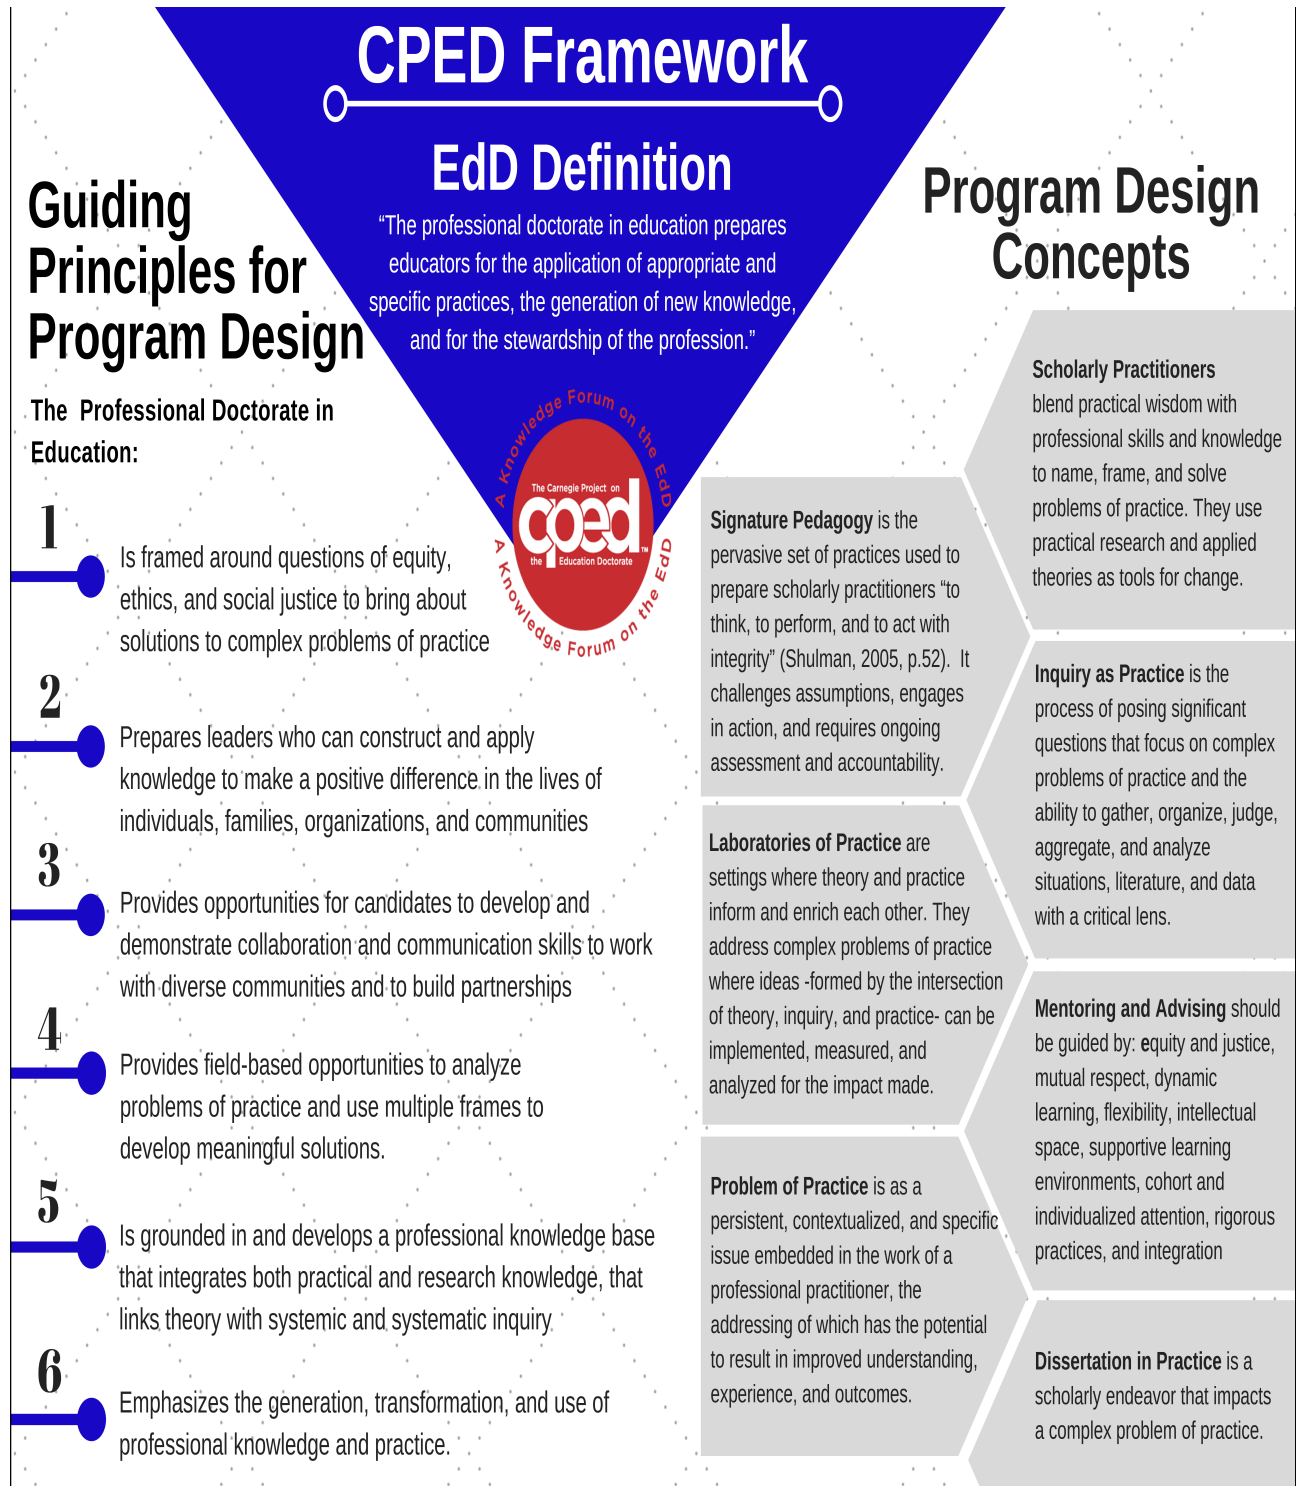 CPED Framework
EdD Definition
“The professional doctorate in education prepares
educators for the application of appropriate and
specific practices, the generation of new knowledge,
and for the stewardship of the profession.”
A Knowledge Forum on the EdD
The Carnegie Project on
cped™
the Education Doctorate
A Knowledge Forum on the EdD
Guiding
Principles for
Program Design
The Professional Doctorate in
Education:
1
Is framed around questions of equity,
ethics, and social justice to bring about
solutions to complex problems of practice
2
Prepares leaders who can construct and apply
knowledge to make a positive difference in the lives of
individuals, families, organizations, and communities
3
Provides opportunities for candidates to develop and
demonstrate collaboration and communication skills to work
with diverse communities and to build partnerships
4
Provides field-based opportunities to analyze
problems of practice and use multiple frames to
develop meaningful solutions.
5
Is grounded in and develops a professional knowledge base
that integrates both practical and research knowledge, that
links theory with systemic and systematic inquiry
6
Emphasizes the generation, transformation, and use of
professional knowledge and practice.
Program Design
Concepts
Scholarly Practitioners
blend practical wisdom with
professional skills and knowledge
to name, frame, and solve
problems of practice. They use
practical research and applied
theories as tools for change.
Signature Pedagogy is the
pervasive set of practices used to
prepare scholarly practitioners “to
think, to perform, and to act with
integrity” (Shulman, 2005, p.52). It
challenges assumptions, engages
in action, and requires ongoing
assessment and accountability.
Inquiry as Practice is the
process of posing significant
questions that focus on complex
problems of practice and the
ability to gather, organize, judge,
aggregate, and analyze
situations, literature, and data
with a critical lens.
Laboratories of Practice are
settings where theory and practice
inform and enrich each other. They
address complex problems of practice
where ideas -formed by the intersection
of theory, inquiry, and practice- can be
implemented, measured, and
analyzed for the impact made.
Mentoring and Advising should
be guided by: equity and justice,
mutual respect, dynamic
learning, flexibility, intellectual
space, supportive learning
environments, cohort and
individualized attention, rigorous
practices, and integration
Problem of Practice is as a
persistent, contextualized, and specific
issue embedded in the work of a
professional practitioner, the
addressing of which has the potential
to result in improved understanding,
experience, and outcomes.
Dissertation in Practice is a
scholarly endeavor that impacts
a complex problem of practice.